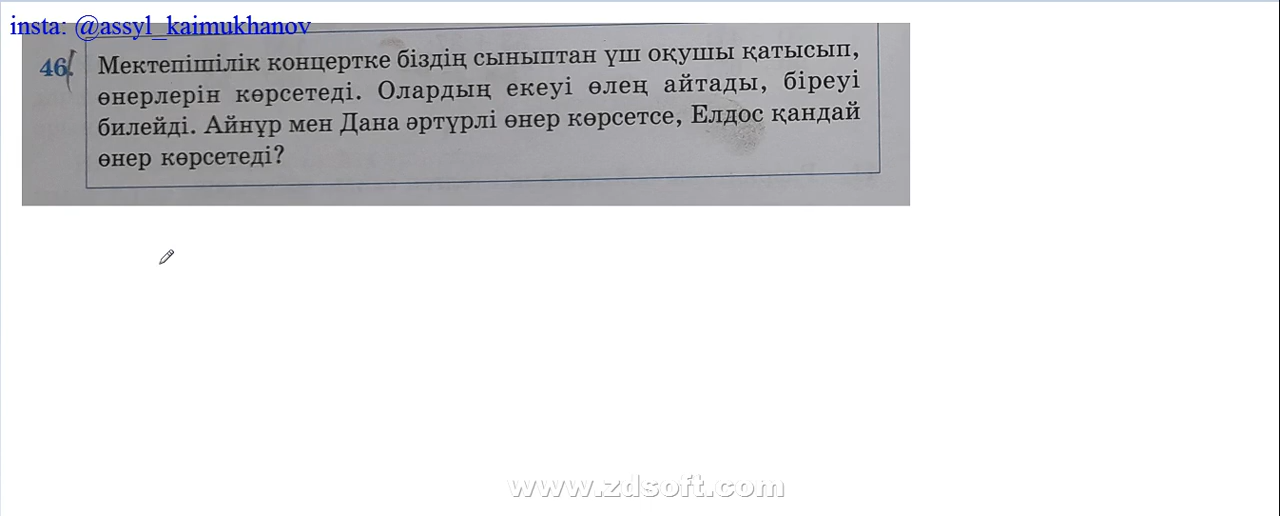 insta: @assyl_kaimukhanov
46. Мектепішілік концертке біздің сыныптан үш оқушы қатысып,
өнерлерін көрсетеді. Олардың екеуі өлең айтады, біреуі
билейді. Айнұр мен Дана әртүрлі өнер көрсетсе, Елдос қандай
өнер көрсетеді?
www.zdsoft.com